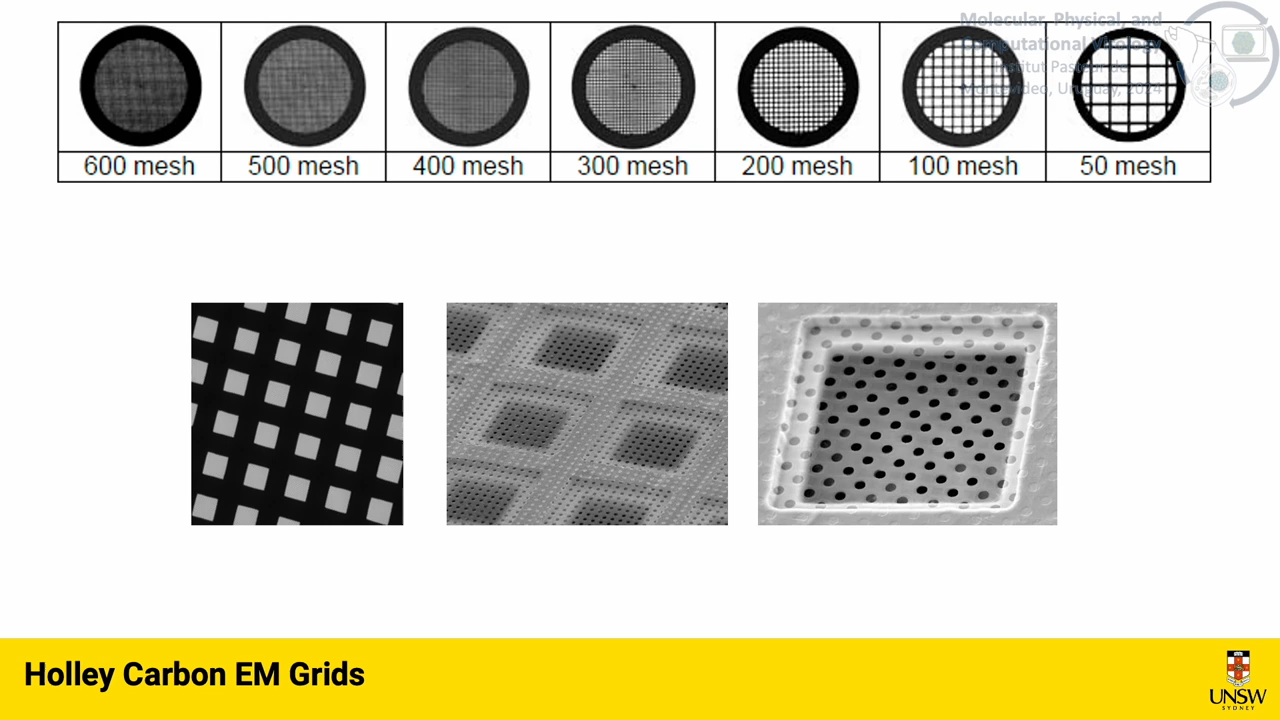 Molecular, Physical, and
Computational Virology
Institut Pasteur de
Montevideo, Uruguay, 2024
600 mesh
500 mesh
400 mesh
300 mesh
200 mesh
100 mesh
50 mesh
Holley Carbon EM Grids
UNSW
SYDNEY